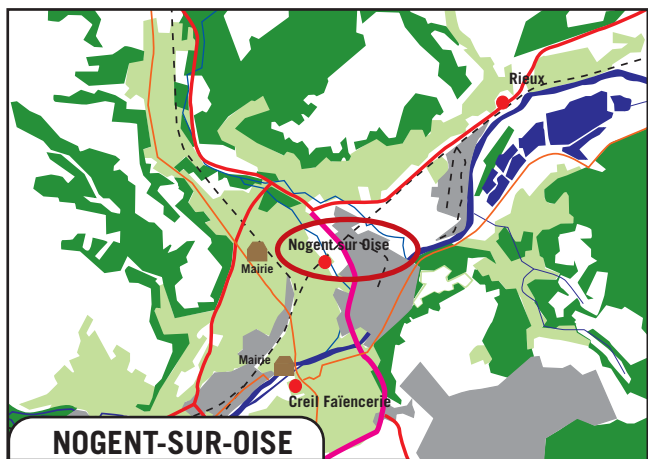 Rieux
Nogent sur Oise
Mairie
Mairie
Creil Faïencerie
NOGENT-SUR-OISE